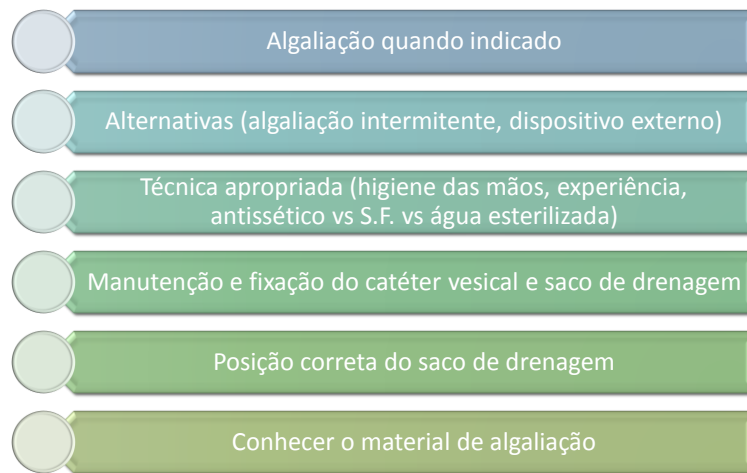 Algaliação quando indicado
Alternativas (algaliação intermitente, dispositivo externo)
Técnica apropriada (higiene das mãos, experiência,
antissético vs S.F. vs água esterilizada)
Manutenção e fixação do catéter vesical e saco de drenagem
Posição correta do saco de drenagem
Conhecer o material de algaliação